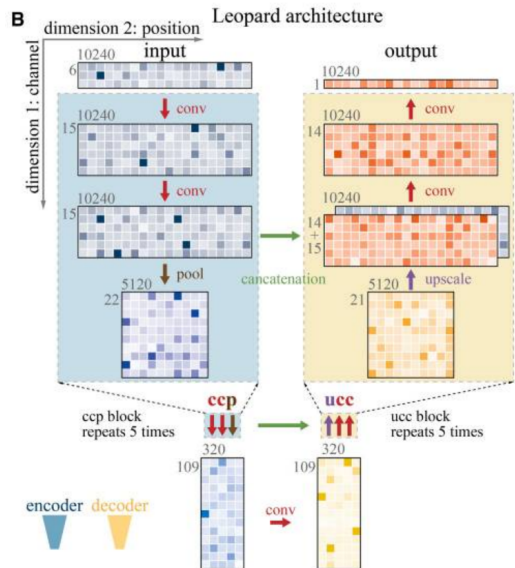 B
Leopard architecture
dimension 2: position
dimension 1: channel
input
output
10240
6
10240
1
conv
conv
10240
15
10240
14
conv
conv
10240
15
10240
14
+
15
pool
cancatenation
upscale
5120
22
5120
21
ccp block
repeats 5 times
ccp
ucc
ucc block
repeats 5 times
320
109
320
109
conv
encoder
decoder